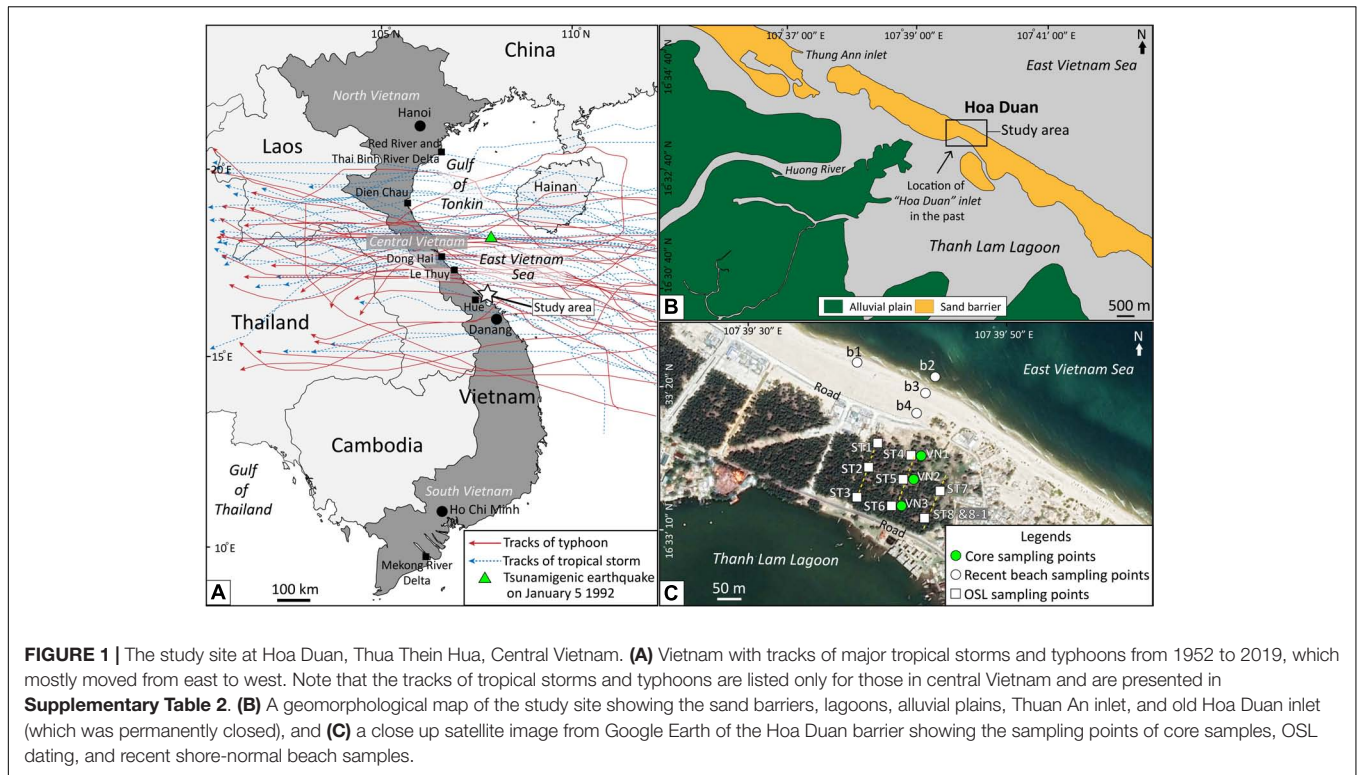 105°E
110°E
China
North Vietnam
Hanoi
Red River and
Thai Binh River Delta
Laos
20°E
Gulf
of
Tonkin
Hainan
Dien Chau
Central Vietnam
Dong Hai
Le Thuy
East Vietnam
Sea
Hue
Study area
Danang
Thailand
15°E
Vietnam
Cambodia
Gulf of
Thailand
South Vietnam
Ho Chi Minh
10°E
Mekong River
Delta
Tracks of typhoon
Tracks of tropical storm
Tsunamigenic earthquake
on January 5 1992
A
100 km
107 37' 00" E
107 39' 00" E
107 41' 00" E
N
16 34' 40" N
16 32' 40" N
16 30' 40" N
Thung Ann inlet
East Vietnam Sea
Hoa Duan
Study area
Huong River
Location of
"Hoa Duan" inlet
in the past
Thanh Lam Lagoon
Alluvial plain
Sand barrier
500 m
B
107 39' 30" E
107 39' 50" E
N
33' 20" N
16 33' 10" N
b1
b2
b3
b4
East Vietnam Sea
Road
ST1
ST4
VN1
ST2
ST5
VN2
ST3
ST7
ST6
VN3
ST8 &8-1
Road
Thanh Lam Lagoon
Legends
Core sampling points
Recent beach sampling points
OSL sampling points
C
50 m
FIGURE 1 | The study site at Hoa Duan, Thua Thein Hua, Central Vietnam. (A) Vietnam with tracks of major tropical storms and typhoons from 1952 to 2019, which
mostly moved from east to west. Note that the tracks of tropical storms and typhoons are listed only for those in central Vietnam and are presented in
Supplementary Table 2. (B) A geomorphological map of the study site showing the sand barriers, lagoons, alluvial plains, Thuan An inlet, and old Hoa Duan inlet
(which was permanently closed), and (C) a close up satellite image from Google Earth of the Hoa Duan barrier showing the sampling points of core samples, OSL
dating, and recent shore-normal beach samples.